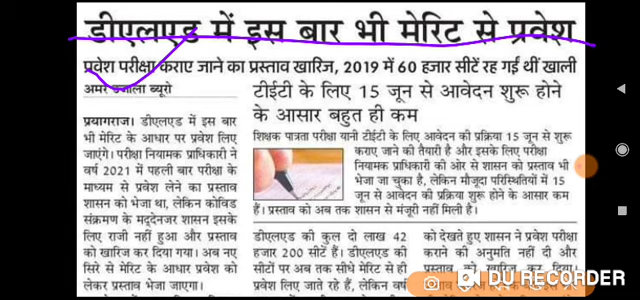 डीएलएड में इस बार भी मेरिट से प्रवेश
प्रवेश परीक्षा कराए जाने का प्रस्ताव खारिज, 2019 में 60 हजार सीटें रह गई थीं खाली
अमर उजाला ब्यूरो
प्रयागराज। डीएलएड में इस बार
भी मेरिट के आधार पर प्रवेश लिए
जाएंगे। परीक्षा नियामक प्राधिकारी ने
वर्ष 2021 में पहली बार परीक्षा के
माध्यम से प्रवेश लेने का प्रस्ताव
शासन को भेजा था, लेकिन कोविड
संक्रमण के मद्देनजर शासन इसके
लिए राजी नहीं हुआ और प्रस्ताव
को खारिज कर दिया गया। अब नए
सिरे से मेरिट के आधार प्रवेश को
लेकर प्रस्ताव भेजा जाएगा।
टीईटी के लिए 15 जून से आवेदन शुरू होने
के आसार बहुत ही कम
शिक्षक पात्रता परीक्षा यानी टीईटी के लिए आवेदन की प्रक्रिया 15 जून से शुरू
कराए जाने की तैयारी है और इसके लिए परीक्षा
नियामक प्राधिकारी की ओर से शासन को प्रस्ताव भी
भेजा जा चुका है, लेकिन मौजूदा परिस्थितियों में 15
जून से आवेदन की प्रक्रिया शुरू होने के आसार कम
हैं। प्रस्ताव को अब तक शासन से मंजूरी नहीं मिली है।
डीएलएड की कुल दो लाख 42
हजार 200 सीटें हैं। डीएलएड की
सीटों पर अब तक सीधे मेरिट से ही
प्रवेश लिए जाते रहे हैं, लेकिन वर्ष
को देखते हुए शासन ने प्रवेश परीक्षा
कराने की अनुमति नहीं दी और
प्रस्ताव को खारिज कर दिया
DU RECORDER